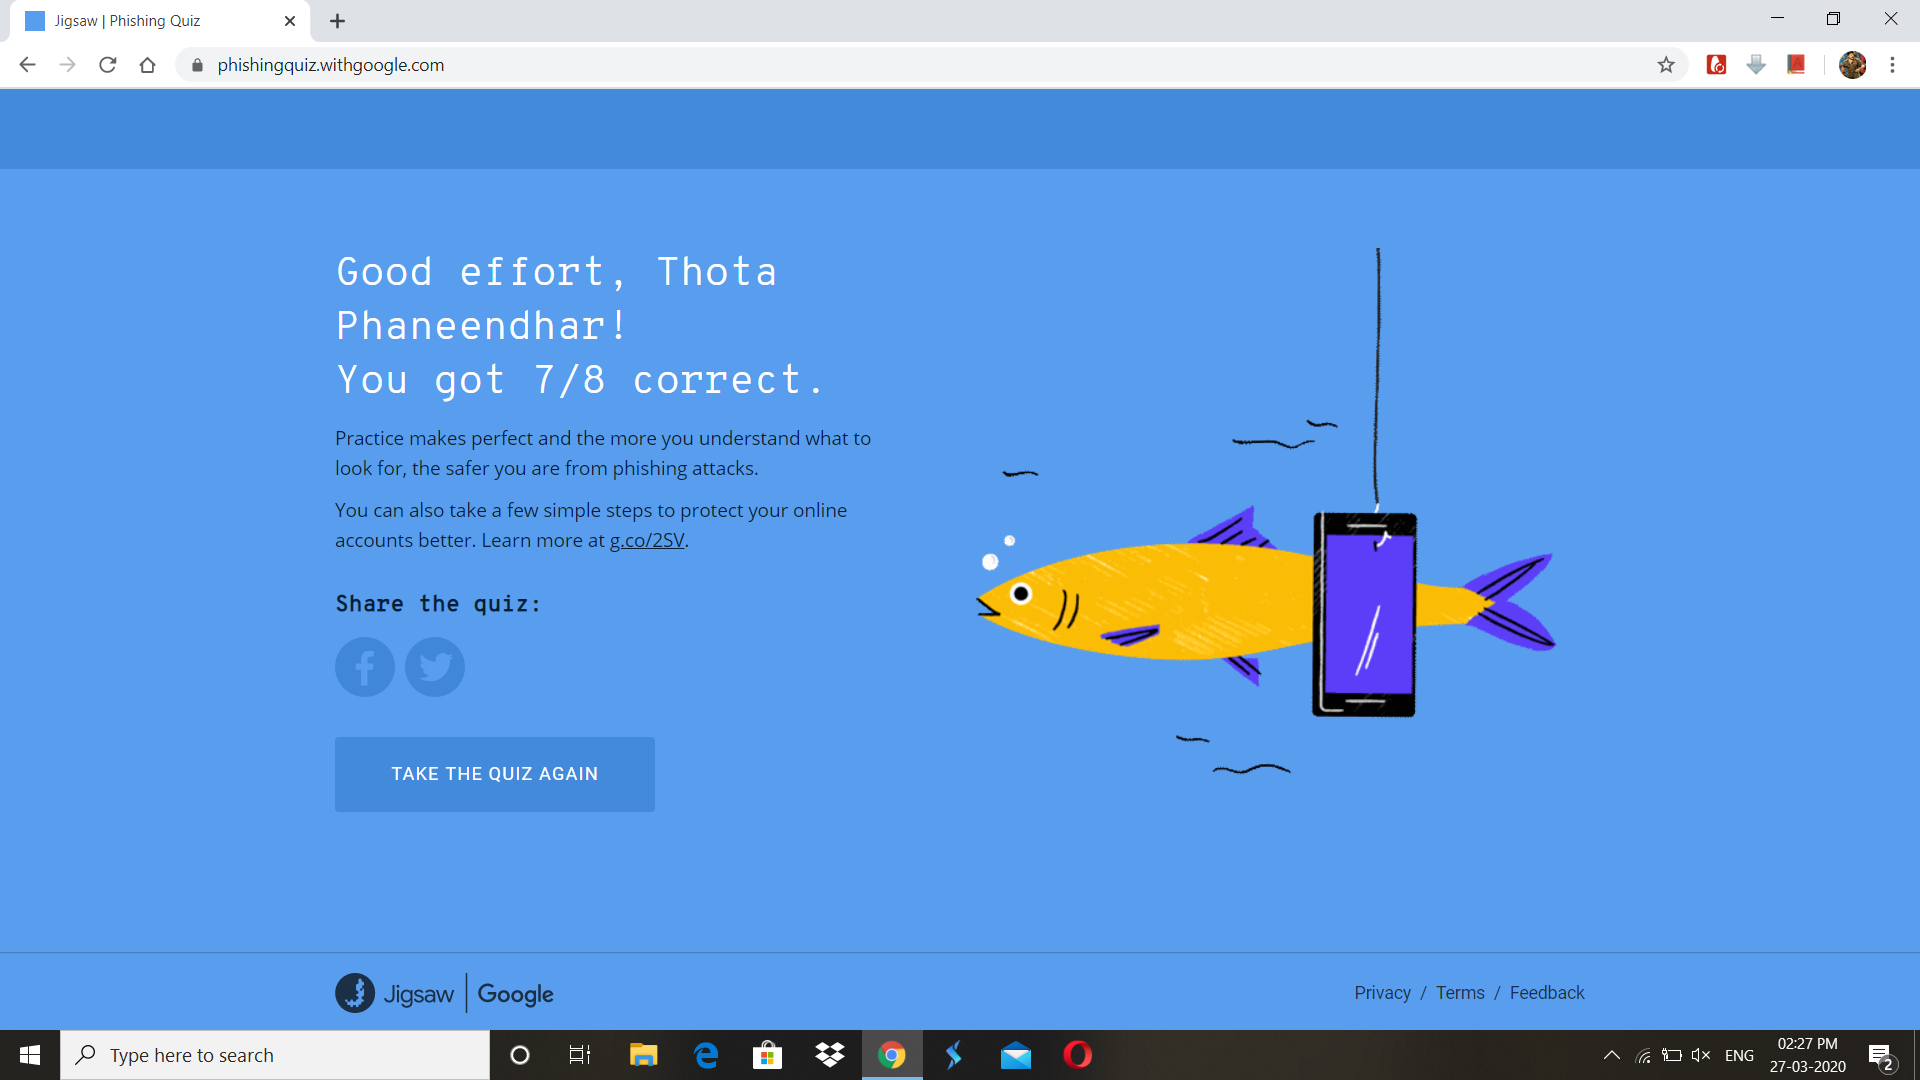 Jigsaw | Phishing Quiz
phishingquiz.withgoogle.com
Good effort, Thota
Phaneendhar!
You got 7/8 correct.
Practice makes perfect and the more you understand what to
look for, the safer you are from phishing attacks.
You can also take a few simple steps to protect your online
accounts better. Learn more at g.co/2SV.
Share the quiz:
TAKE THE QUIZ AGAIN
Jigsaw | Google
Privacy / Terms / Feedback
Type here to search
ENG
02:27 PM
27-03-2020
2